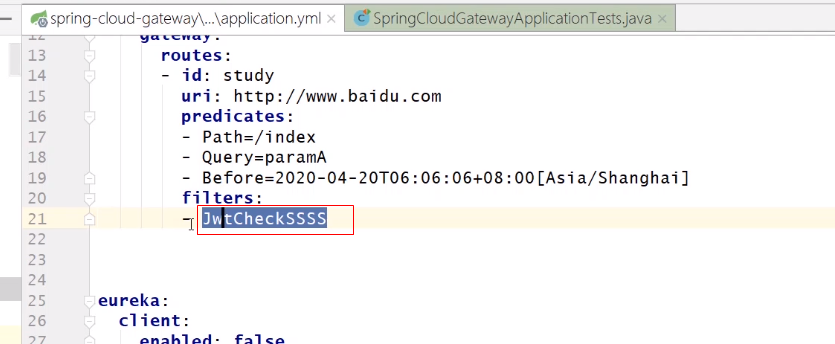 spring-cloud-gateway\...\application.yml × SpringCloudGatewayApplicationTests.java ×
12 gateway:
13 routes:
14 - id: study
15 uri: http://www.baidu.com
16 predicates:
17 - Path=/index
18 - Query=paramA
19 - Before=2020-04-20T06:06:06+08:00[Asia/Shanghai]
20 filters:
21 - JwtCheckSSSS
22
23
24
25 eureka:
26 client:
27 enabled: false